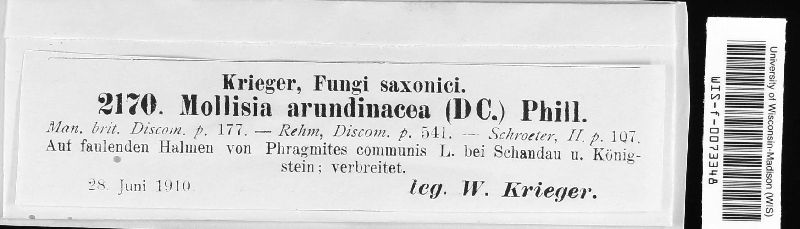 Krieger, Fungi saxonici.
2170. Mollisia arundinacea (DC.) Phill.
Man. brit. Discom. p. 177. — Rehm, Discom. p. 541. — Schroeter, II. p. 107.
Auf faulenden Halmen von Phragmites communis L. bei Schandau u. König-
stein; verbreitet.
28. Juni 1910.
leg. W. Krieger.
University of Wisconsin-Madison (WIS)
WIS-f-0073348